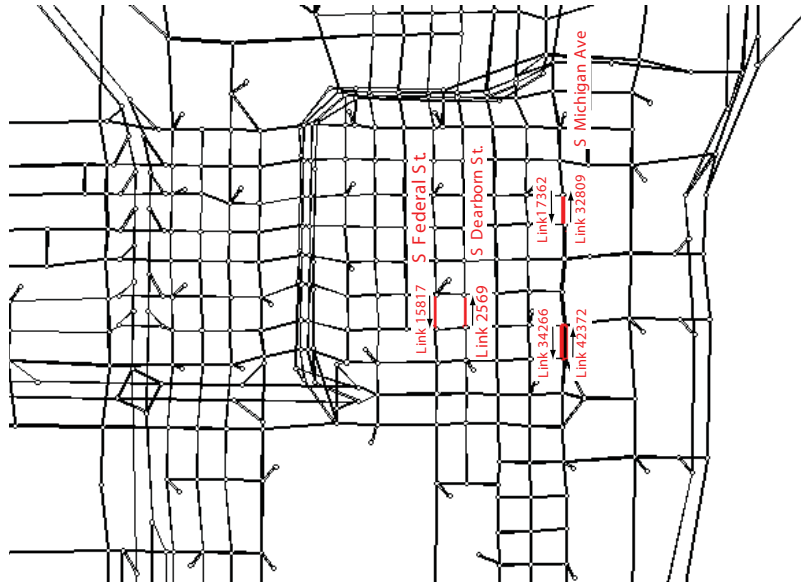 S Michigan Ave
S Federal St.
S Dearborn St.
Link17362
Link 32809
Link 15817
Link 2569
Link 34266
Link 42372